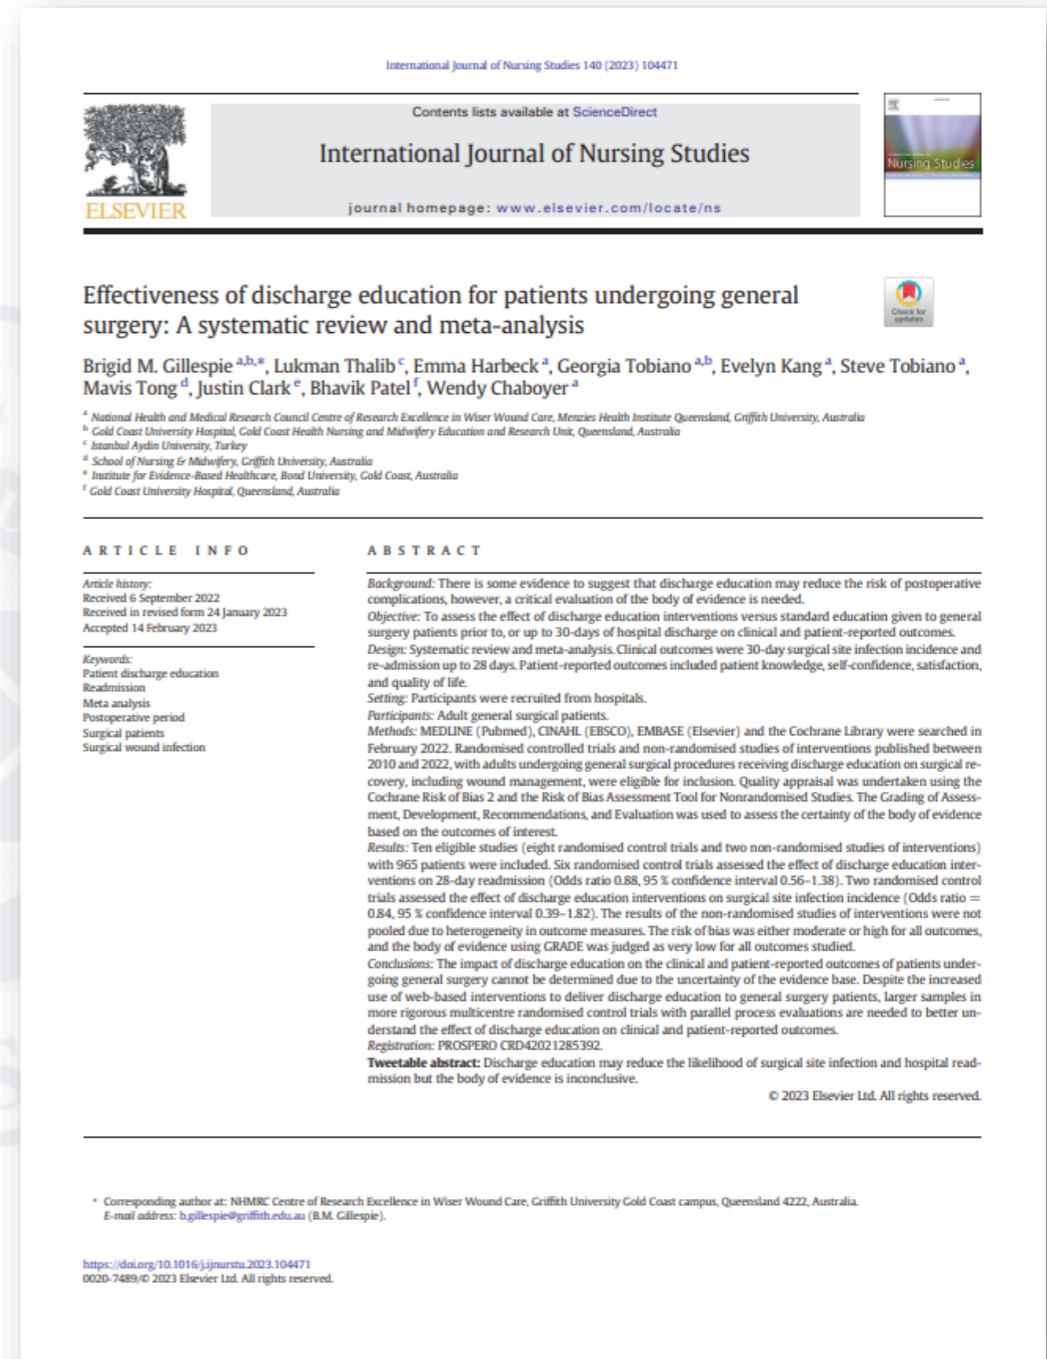 International Journal of Nursing Studies 140 (2023) 104471
Contents lists available at ScienceDirect
International Journal of Nursing Studies
journal homepage: www.elsevier.com/locate/ns
ELSEVIER
Nursing Studies
Effectiveness of discharge education for patients undergoing general
surgery: A systematic review and meta-analysis
Check for
updates
Brigid M. Gillespie a,b,*, Lukman Thalib c, Emma Harbeck a, Georgia Tobiano a,b, Evelyn Kang a, Steve Tobiano a,
Mavis Tong d, Justin Clark e, Bhavik Patel f, Wendy Chaboyer a
a National Health and Medical Research Council Centre of Research Excellence in Wiser Wound Care, Menzies Health Institute Queensland, Griffith University, Australia
b Gold Coast University Hospital, Gold Coast Health Nursing and Midwifery Education and Research Unit, Queensland, Australia
c Istanbul Aydin University, Turkey
d School of Nursing & Midwifery, Griffith University, Australia
e Institute for Evidence-Based Healthcare, Bond University, Gold Coast, Australia
f Gold Coast University Hospital, Queensland, Australia
ARTICLE INFO
Article history:
Received 6 September 2022
Received in revised form 24 January 2023
Accepted 14 February 2023
Keywords:
Patient discharge education
Readmission
Meta analysis
Postoperative period
Surgical patients
Surgical wound infection
ABSTRACT
Background: There is some evidence to suggest that discharge education may reduce the risk of postoperative
complications, however, a critical evaluation of the body of evidence is needed.
Objective: To assess the effect of discharge education interventions versus standard education given to general
surgery patients prior to, or up to 30-days of hospital discharge on clinical and patient-reported outcomes.
Design: Systematic review and meta-analysis. Clinical outcomes were 30-day surgical site infection incidence and
re-admission up to 28 days. Patient-reported outcomes included patient knowledge, self-confidence, satisfaction,
and quality of life.
Setting: Participants were recruited from hospitals.
Participants: Adult general surgical patients.
Methods: MEDLINE (Pubmed), CINAHL (EBSCO), EMBASE (Elsevier) and the Cochrane Library were searched in
February 2022. Randomised controlled trials and non-randomised studies of interventions published between
2010 and 2022, with adults undergoing general surgical procedures receiving discharge education on surgical re-
covery, including wound management, were eligible for inclusion. Quality appraisal was undertaken using the
Cochrane Risk of Bias 2 and the Risk of Bias Assessment Tool for Nonrandomised Studies. The Grading of Assess-
ment, Development, Recommendations, and Evaluation was used to assess the certainty of the body of evidence
based on the outcomes of interest.
Results: Ten eligible studies (eight randomised control trials and two non-randomised studies of interventions)
with 965 patients were included. Six randomised control trials assessed the effect of discharge education inter-
ventions on 28-day readmission (Odds ratio 0.88, 95 % confidence interval 0.56–1.38). Two randomised control
trials assessed the effect of discharge education interventions on surgical site infection incidence (Odds ratio =
0.84, 95 % confidence interval 0.39–1.82). The results of the non-randomised studies of interventions were not
pooled due to heterogeneity in outcome measures. The risk of bias was either moderate or high for all outcomes,
and the body of evidence using GRADE was judged as very low for all outcomes studied.
Conclusions: The impact of discharge education on the clinical and patient-reported outcomes of patients under-
going general surgery cannot be determined due to the uncertainty of the evidence base. Despite the increased
use of web-based interventions to deliver discharge education to general surgery patients, larger samples in
more rigorous multicentre randomised control trials with parallel process evaluations are needed to better un-
derstand the effect of discharge education on clinical and patient-reported outcomes.
Registration: PROSPERO CRD42021285392.
Tweetable abstract: Discharge education may reduce the likelihood of surgical site infection and hospital read-
mission but the body of evidence is inconclusive.
© 2023 Elsevier Ltd. All rights reserved.
* Corresponding author at: NHMRC Centre of Research Excellence in Wiser Wound Care, Griffith University Gold Coast campus, Queensland 4222, Australia.
E-mail address: b.gillespie@griffith.edu.au (B.M. Gillespie).
https://doi.org/10.1016/j.ijnurstu.2023.104471
0020-7489/© 2023 Elsevier Ltd. All rights reserved.